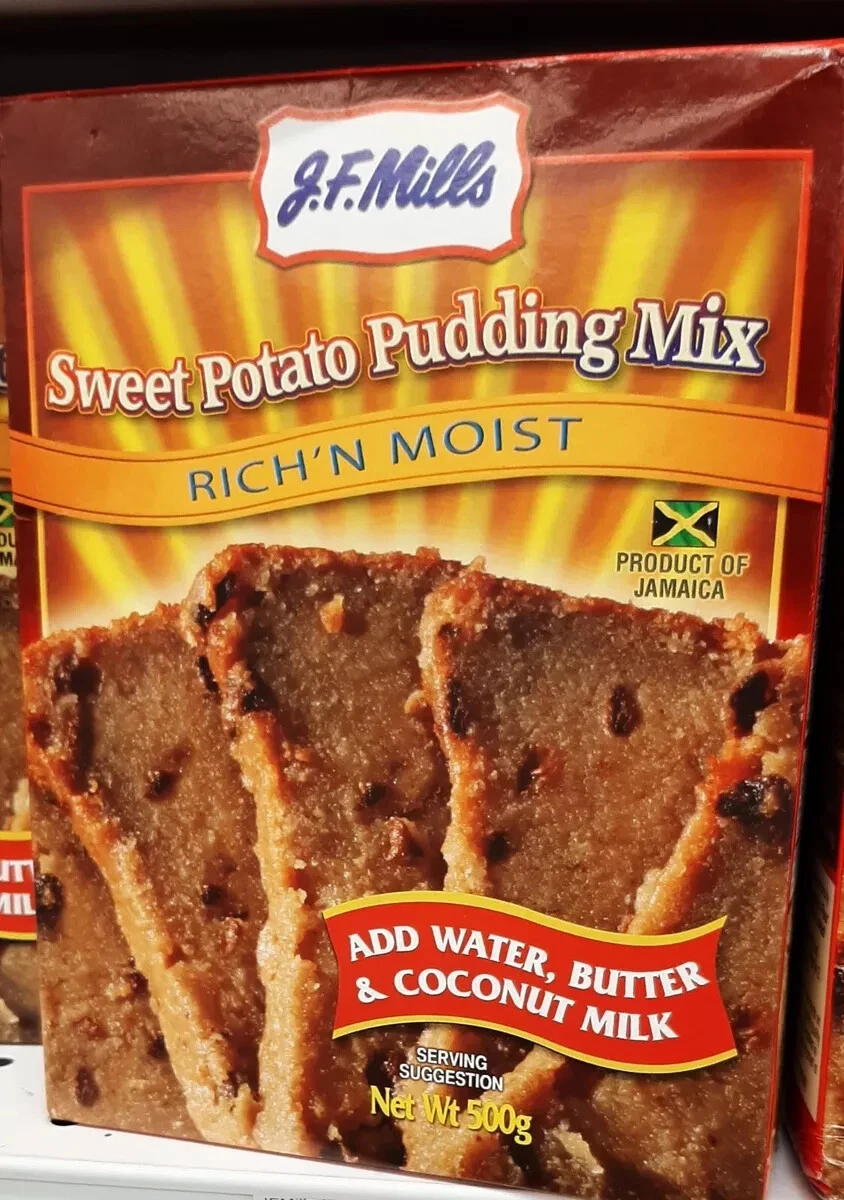 J.F. Mills
Sweet Potato Pudding Mix
RICH'N MOIST
PRODUCT OF
JAMAICA
ADD WATER, BUTTER
& COCONUT MILK
SERVING
SUGGESTION
Net Wt 500g